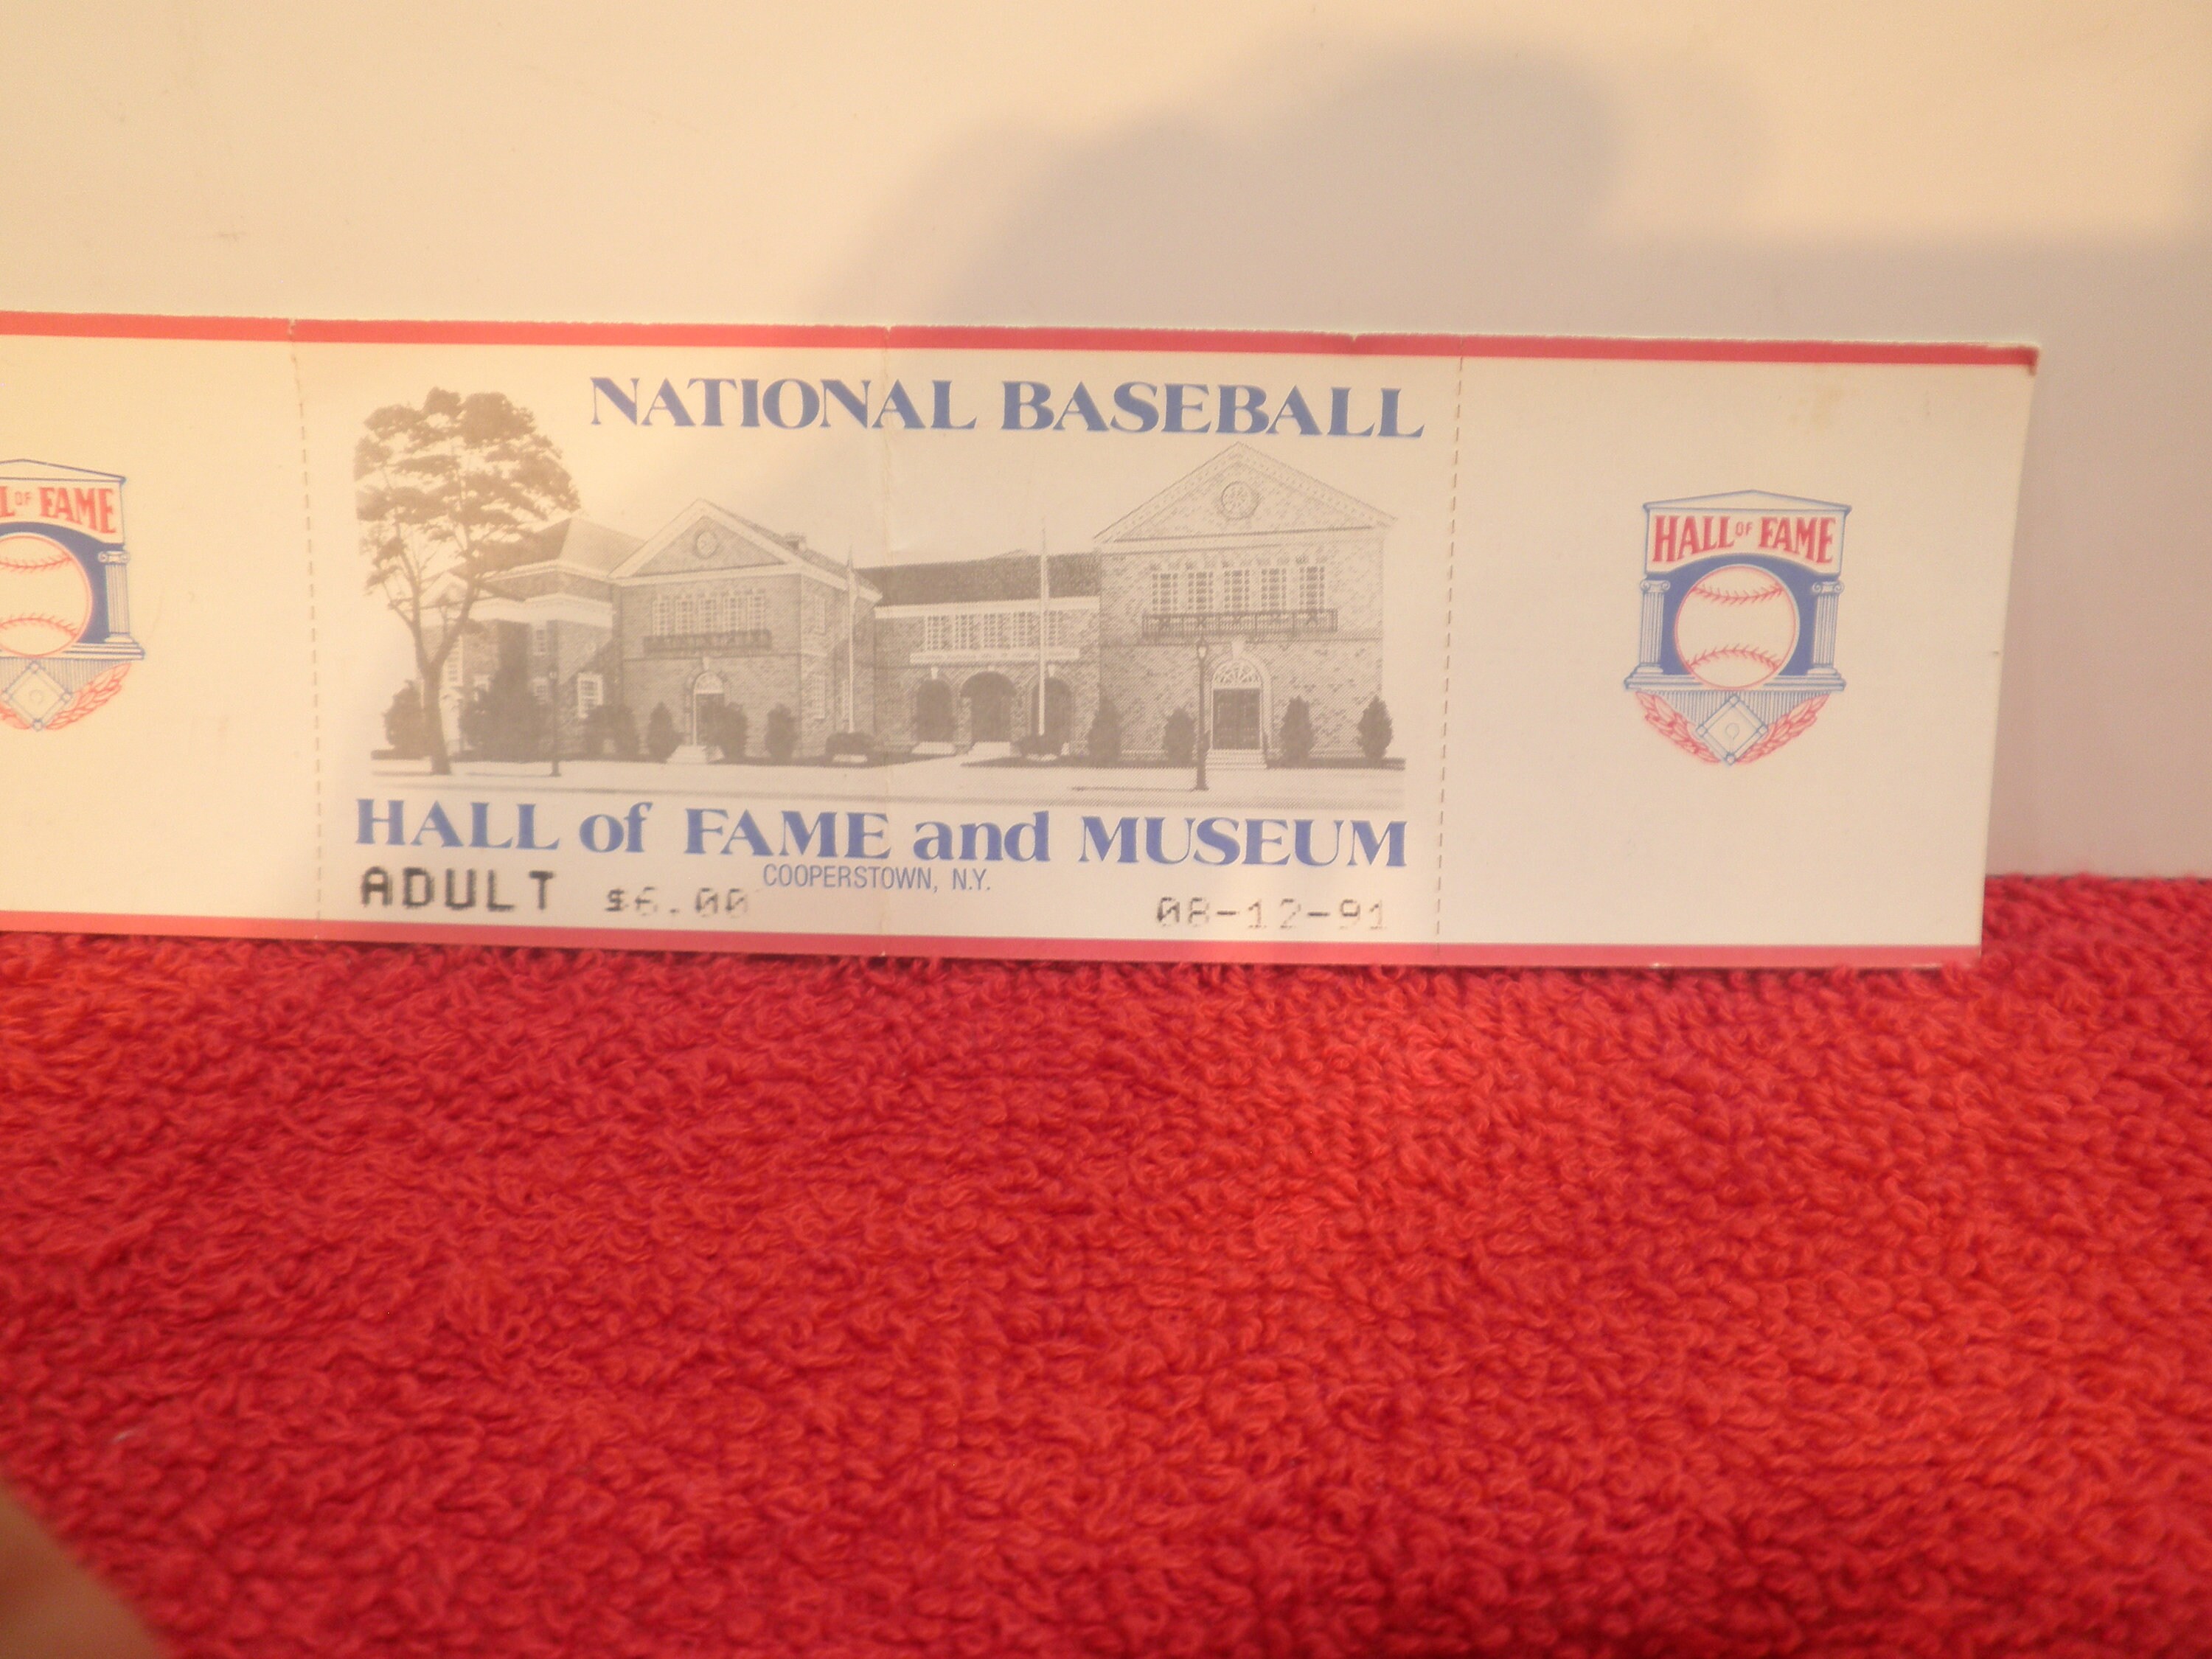 NATIONAL BASEBALL
L OF FAME
HALL OF FAME
HALL of FAME and MUSEUM
COOPERSTOWN, N.Y.
ADULT $6.00 08-12-91